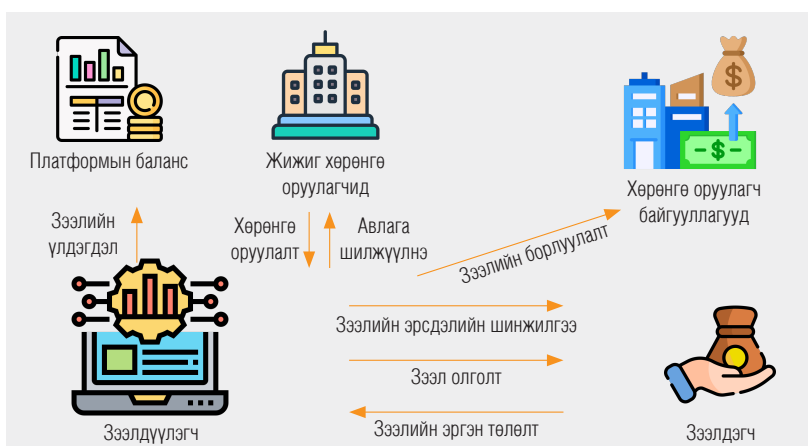 Платформын баланс
Жижиг хөрөнгө
оруулагчид
Хөрөнгө оруулагч
байгууллагууд
Зээлийн
үлдэгдэл
Хөрөнгө
оруулалт
Авлага
шилжүүлнэ
Зээлийн борлуулалт
Зээлийн эрсдэлийн шинжилгээ
Зээл олголт
Зээлийн эргэн төлөлт
Зээлдүүлэгч
Зээлдэгч